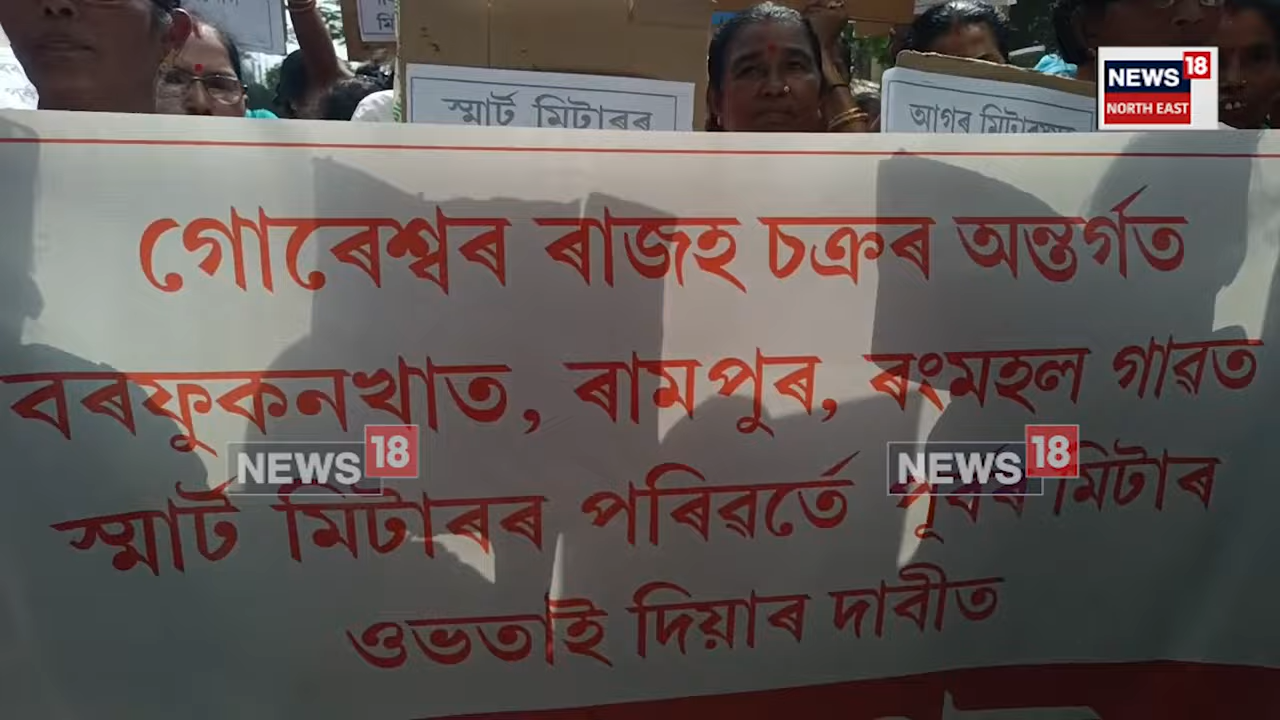 স্মাৰ্ট মিটাৰৰ
আগৰ
NEWS 18
NORTH EAST
গোৰেশ্বৰ ৰাজহ চক্ৰৰ অন্তৰ্গত
বৰফুকনখাত, ৰামপুৰ, ৰংমহল গাৱঁত
NEWS 18
NEWS 18
স্মাৰ্ট মিটাৰৰ পৰিৱৰ্তে পূৰ্বৰ মিটাৰ
ওভতাই দিয়াৰ দাবীত